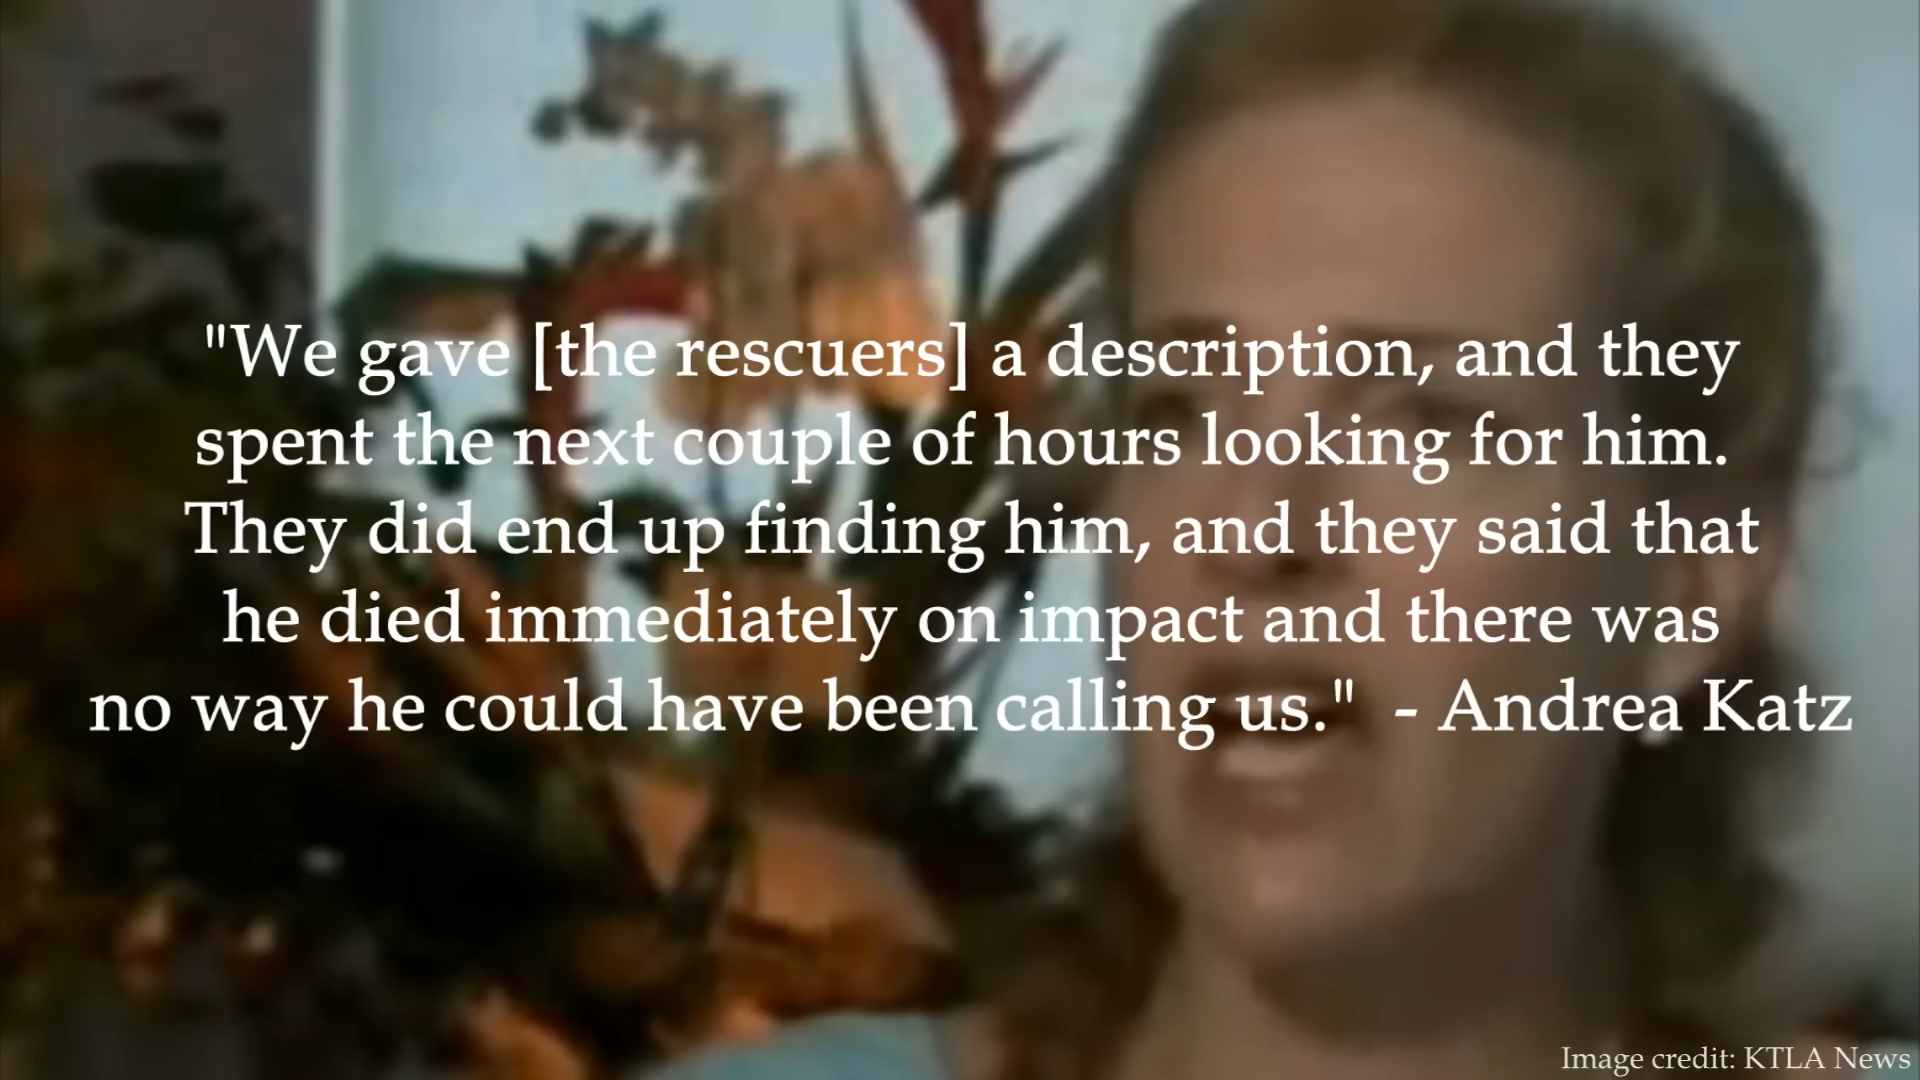 "We gave [the rescuers] a description, and they
spent the next couple of hours looking for him.
They did end up finding him, and they said that
he died immediately on impact and there was
no way he could have been calling us."  - Andrea Katz
Image credit: KTLA News